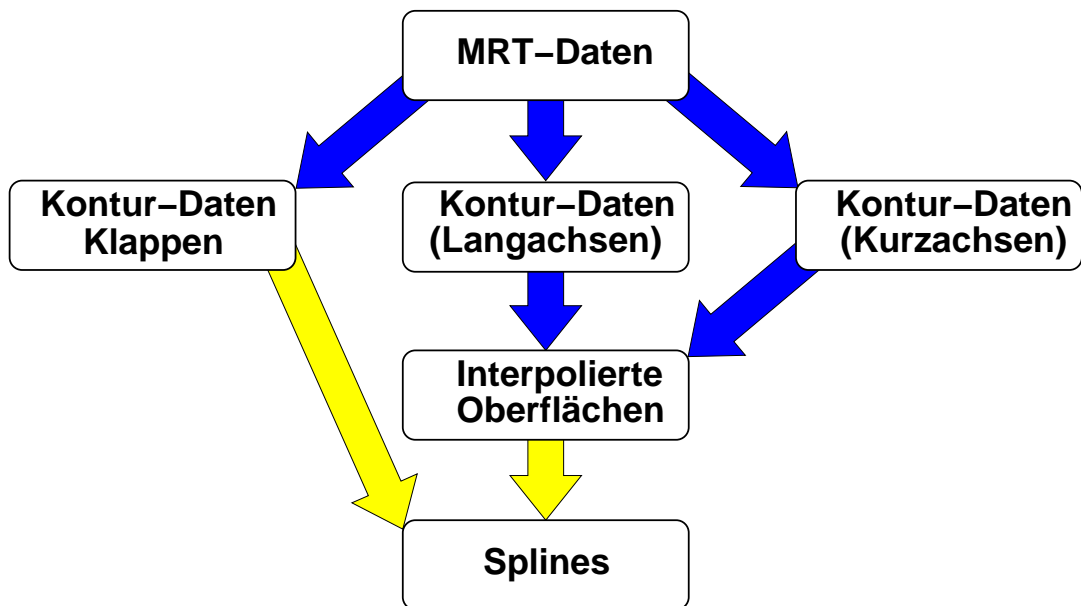 MRT–Daten
Kontur–Daten
Klappen
Kontur–Daten
(Langachsen)
Kontur–Daten
(Kurzachsen)
Interpolierte
Oberflächen
Splines